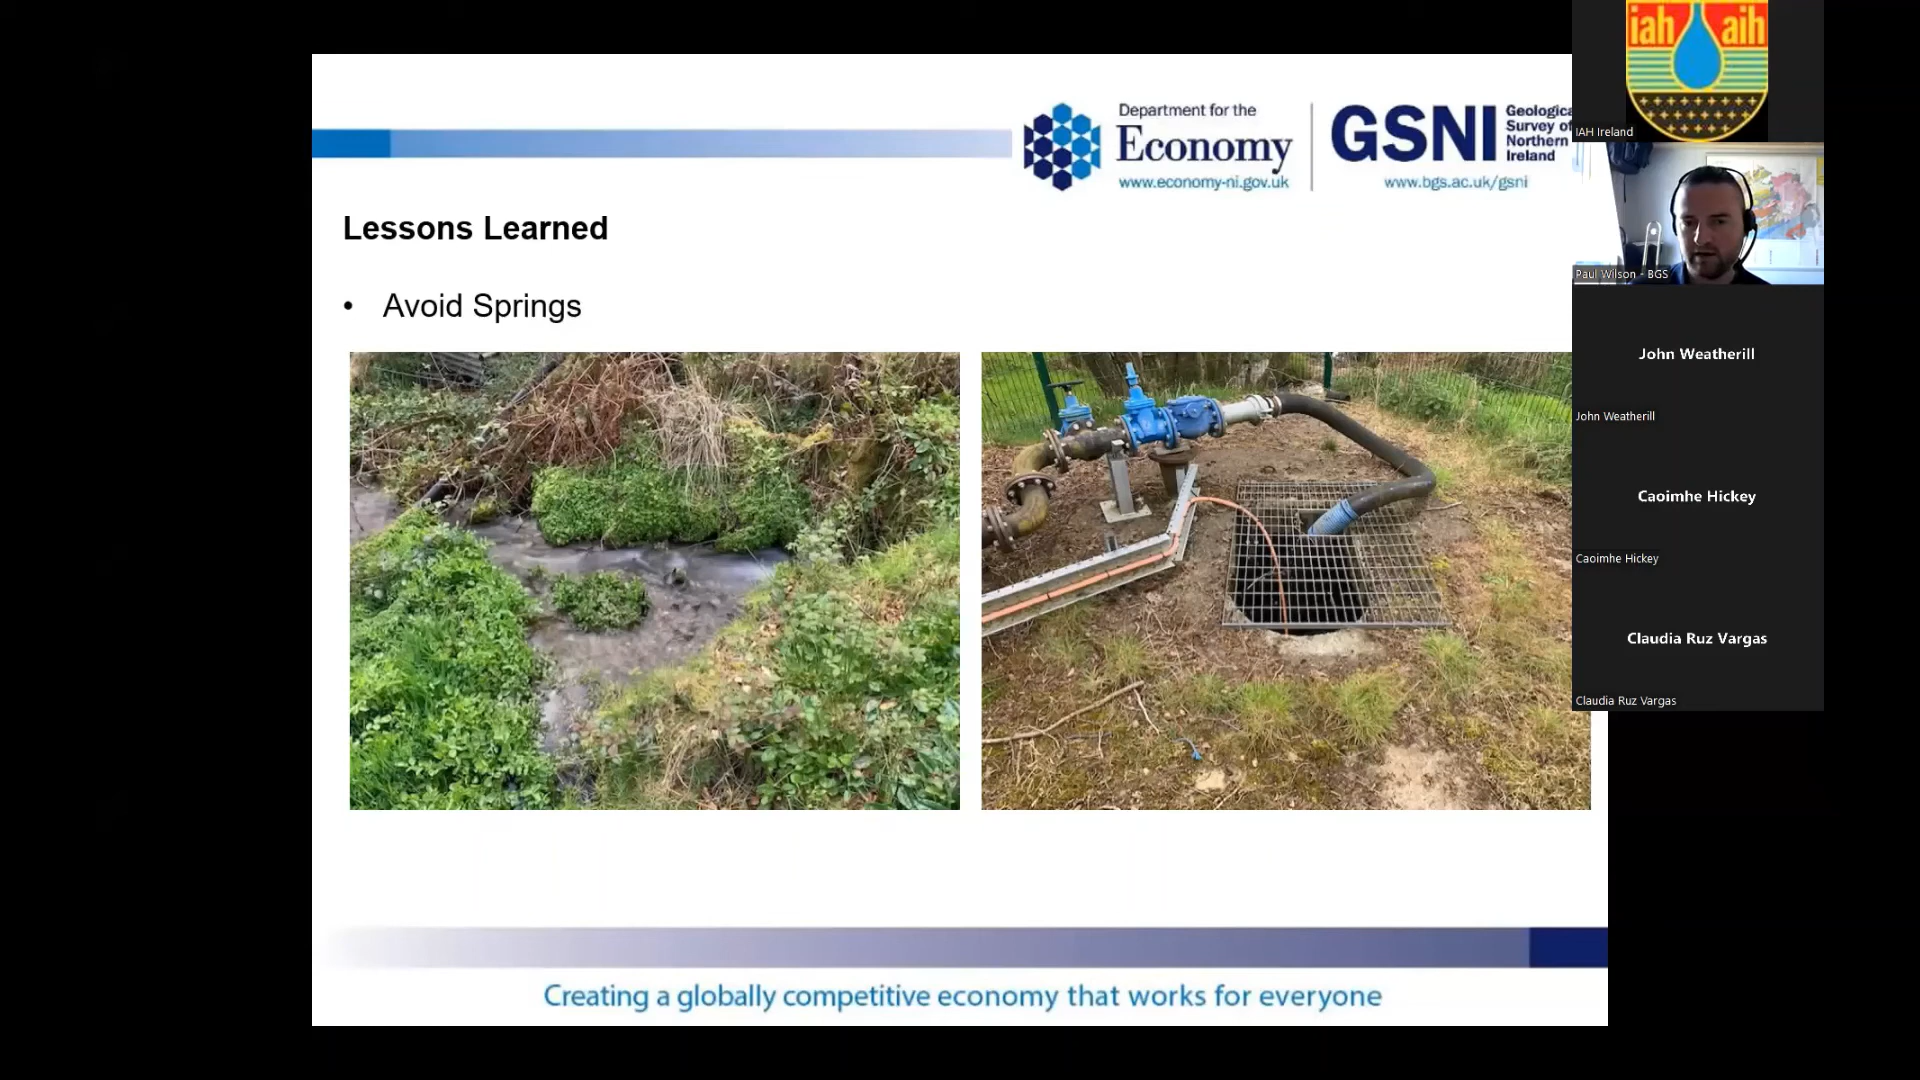 Department for the
Economy
www.economy-ni.gov.uk
GSNI
Geologica
Survey of
Northern
Ireland
www.bgs.ac.uk/gsni
Lessons Learned
• Avoid Springs
Creating a globally competitive economy that works for everyone
iah aih
IAH Ireland
Paul Wilson - BGS
John Weatherill
John Weatherill
Caoimhe Hickey
Caoimhe Hickey
Claudia Ruz Vargas
Claudia Ruz Vargas